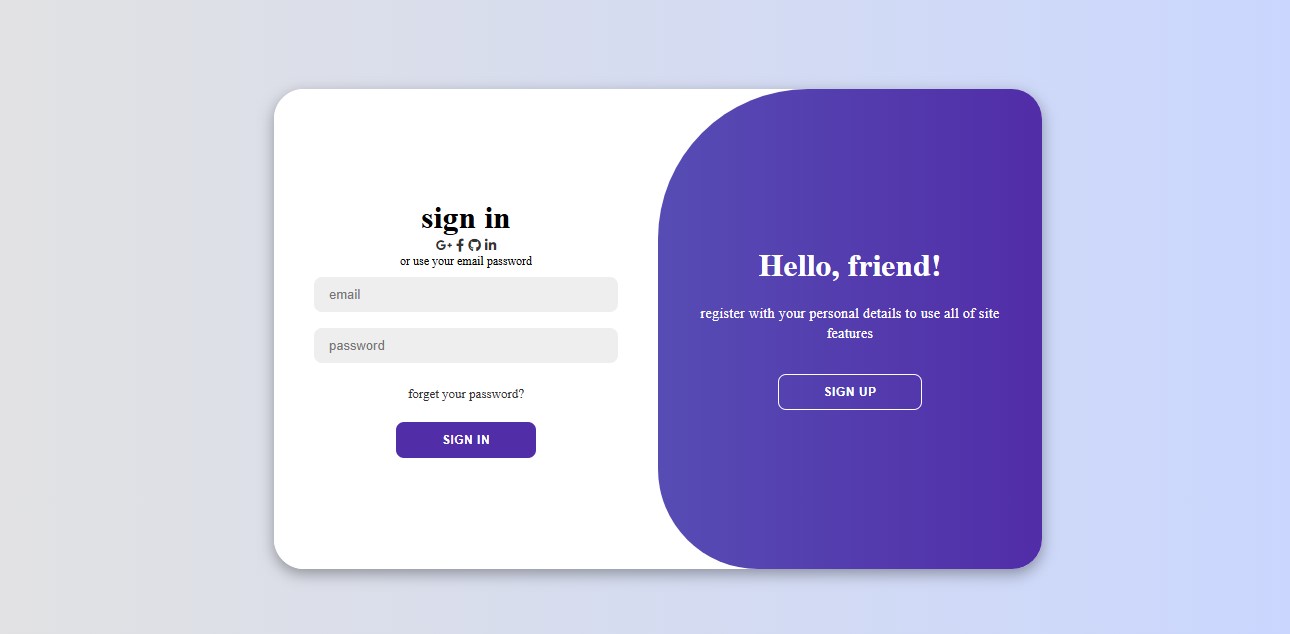 sign in
G+ f in
or use your email password
email
password
forget your password?
SIGN IN
Hello, friend!
register with your personal details to use all of site
features
SIGN UP